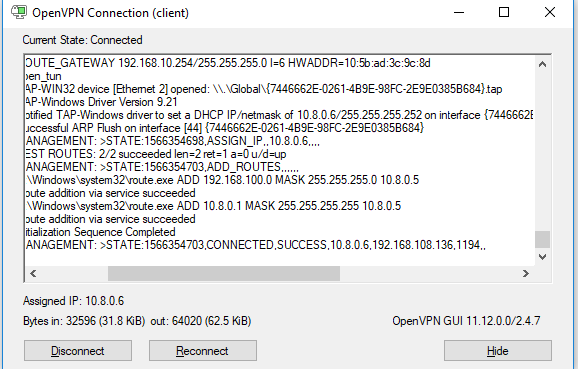 OpenVPN Connection (client)
Current State: Connected
OUTE_GATEWAY 192.168.10.254/255.255.255.0 I=6 HWADDR=10:5b:ad:3c:9c:8d
pen_tun
AP-WIN32 device [Ethernet 2] opened: \\.\Global\{7446662E-0261-4B9E-98FC-2E9E0385B684}.tap
AP-Windows Driver Version 9.21
otified TAP-Windows driver to set a DHCP IP/netmask of 10.8.0.6/255.255.255.252 on interface {7446662E
uccessful ARP Flush on interface [44] {7446662E-0261-4B9E-98FC-2E9E0385B684}
ANAGEMENT: >STATE:1566354698,ASSIGN_IP,,10.8.0.6,,,,
EST ROUTES: 2/2 succeeded len=2 ret=1 a=0 u/d=up
ANAGEMENT: >STATE:1566354703,ADD_ROUTES,,,,,,
\Windows\system32\route.exe ADD 192.168.100.0 MASK 255.255.255.0 10.8.0.5
oute addition via service succeeded
\Windows\system32\route.exe ADD 10.8.0.1 MASK 255.255.255.255 10.8.0.5
oute addition via service succeeded
itialization Sequence Completed
ANAGEMENT: >STATE:1566354703,CONNECTED,SUCCESS,10.8.0.6,192.168.108.136,1194,,
Assigned IP: 10.8.0.6
Bytes in: 32596 (31.8 KiB) out: 64020 (62.5 KiB)
OpenVPN GUI 11.12.0.0/2.4.7
Disconnect
Reconnect
Hide